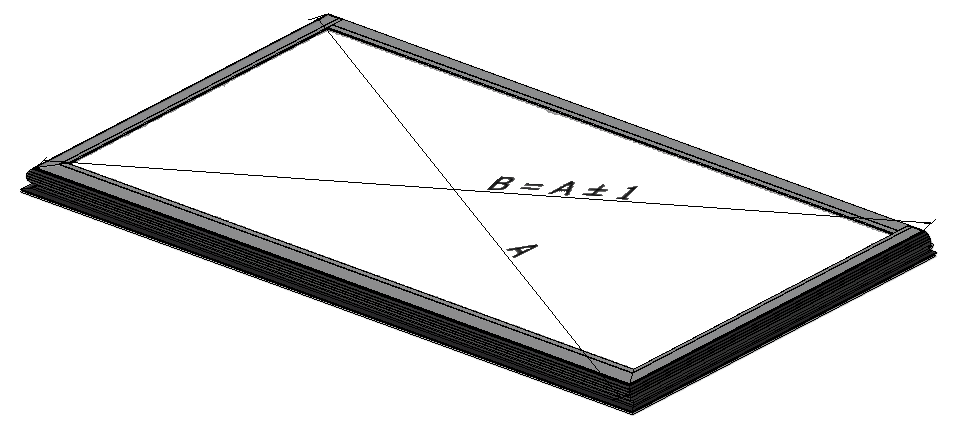 B = A ± 1
A